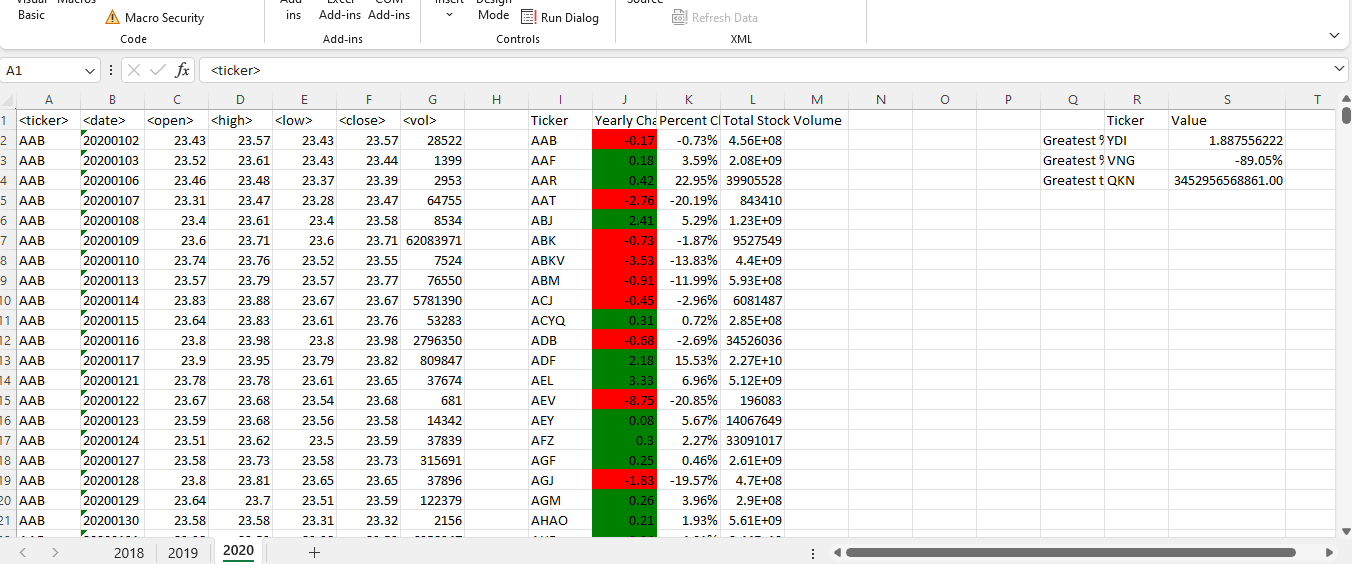 Visual Macros Add- Excel COM Insert Design Source
Basic Macro Security ins Add-ins Add-ins Mode Run Dialog Refresh Data
Code Add-ins Controls XML
A1 fx <ticker>
A B C D E F G H I J K L M N O P Q R S T
1 <ticker> <date> <open> <high> <low> <close> <vol> Ticker Yearly Cha Percent C Total Stock Volume Ticker Value
2 AAB 20200102 23.43 23.57 23.43 23.57 28522 AAB -0.17 -0.73% 4.56E+08 Greatest % YDI 1.887556222
3 AAB 20200103 23.52 23.61 23.43 23.44 1399 AAF 0.18 3.59% 2.08E+09 Greatest % VNG -89.05%
4 AAB 20200106 23.46 23.48 23.37 23.39 2953 AAR 0.42 22.95% 39905528 Greatest t QKN 3452956568861.00
5 AAB 20200107 23.31 23.47 23.28 23.47 64755 AAT -2.76 -20.19% 843410
6 AAB 20200108 23.4 23.61 23.4 23.58 8534 ABJ 2.41 5.29% 1.23E+09
7 AAB 20200109 23.6 23.71 23.6 23.71 62083971 ABK -0.73 -1.87% 9527549
8 AAB 20200110 23.74 23.76 23.52 23.55 7524 ABKV -3.53 -13.83% 4.4E+09
9 AAB 20200113 23.57 23.79 23.57 23.77 76550 ABM -0.91 -11.99% 5.93E+08
10 AAB 20200114 23.83 23.88 23.67 23.67 5781390 ACJ -0.45 -2.96% 6081487
11 AAB 20200115 23.64 23.83 23.61 23.76 53283 ACYQ 0.31 0.72% 2.85E+08
12 AAB 20200116 23.8 23.98 23.8 23.98 2796350 ADB -0.68 -2.69% 34526036
13 AAB 20200117 23.9 23.95 23.79 23.82 809847 ADF 2.18 15.53% 2.27E+10
14 AAB 20200121 23.78 23.78 23.61 23.65 37674 AEL 3.33 6.96% 5.12E+09
15 AAB 20200122 23.67 23.68 23.54 23.68 681 AEV -8.75 -20.85% 196083
16 AAB 20200123 23.59 23.68 23.56 23.58 14342 AEY 0.08 5.67% 14067649
17 AAB 20200124 23.51 23.62 23.5 23.59 37839 AFZ 0.3 2.27% 33091017
18 AAB 20200127 23.58 23.73 23.58 23.73 315691 AGF 0.25 0.46% 2.61E+09
19 AAB 20200128 23.8 23.81 23.65 23.65 37896 AGJ -1.83 -19.57% 4.7E+08
20 AAB 20200129 23.64 23.7 23.51 23.59 122379 AGM 0.26 3.96% 2.9E+08
21 AAB 20200130 23.58 23.58 23.31 23.32 2156 AHAO 0.21 1.93% 5.61E+09
2018 2019 2020